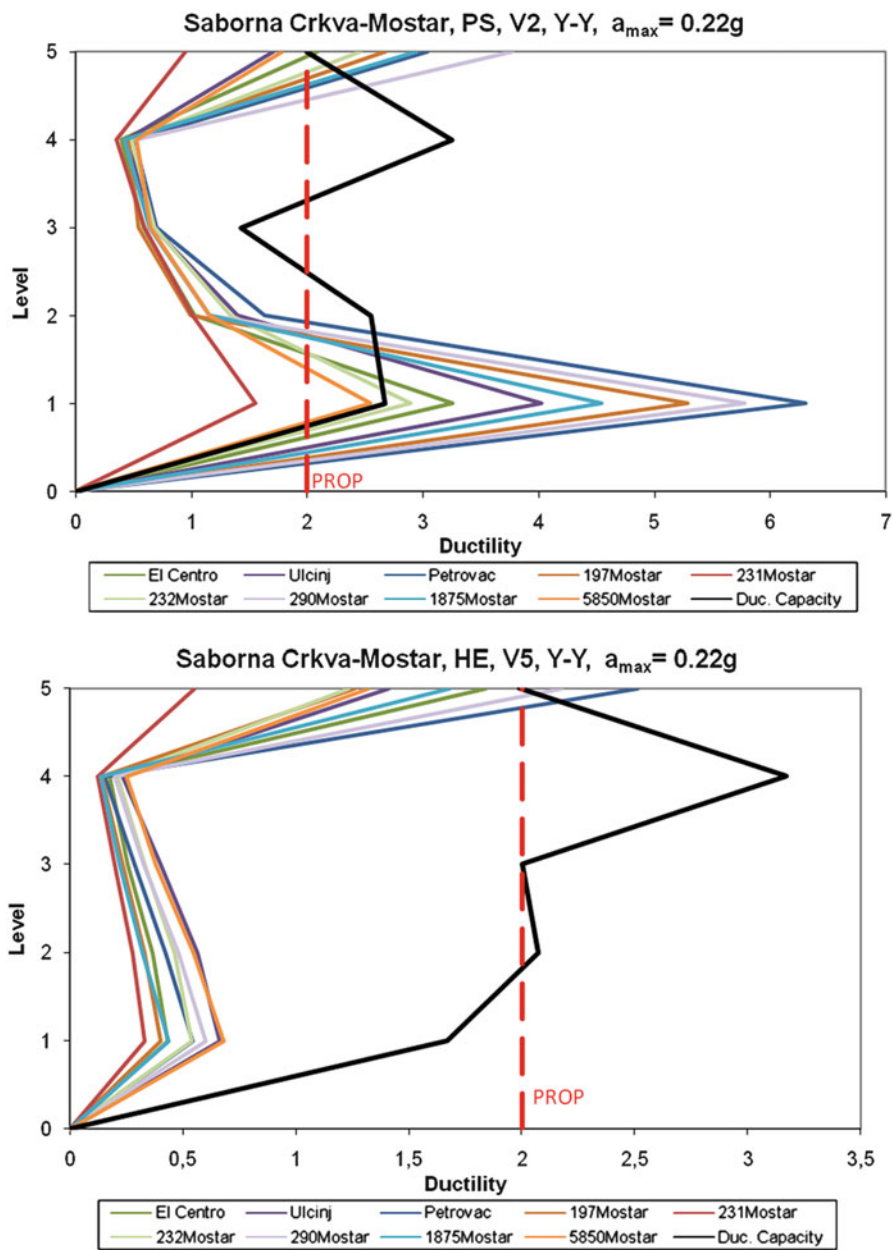 Saborna Crkva-Mostar, PS, V2, Y-Y, a_max= 0.22g
5
4
3
2
1
0
Level
PROP
0 1 2 3 4 5 6 7
Ductility
El Centro Ulcinj Petrovac 197Mostar 231Mostar
232Mostar 290Mostar 1875Mostar 5850Mostar Duc. Capacity
Saborna Crkva-Mostar, HE, V5, Y-Y, a_max= 0.22g
5
4
3
2
1
0
Level
PROP
0 0,5 1 1,5 2 2,5 3 3,5
Ductility
El Centro Ulcinj Petrovac 197Mostar 231Mostar
232Mostar 290Mostar 1875Mostar 5850Mostar Duc. Capacity